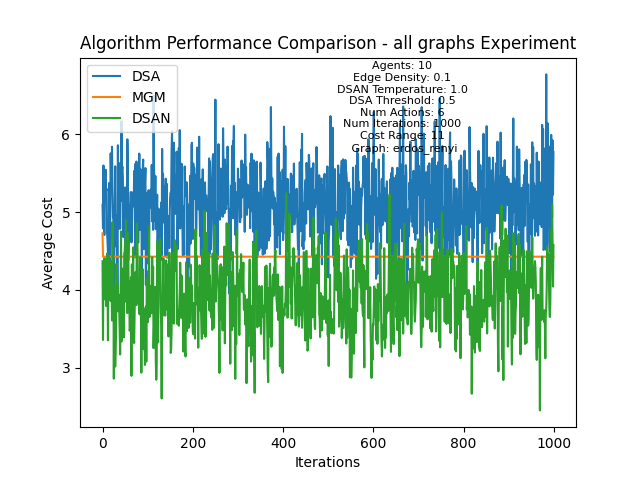 Algorithm Performance Comparison - all graphs Experiment
DSA
MGM
DSAN
Agents: 10
Edge Density: 0.1
DSAN Temperature: 1.0
DSA Threshold: 0.5
Num Actions: 6
Num Iterations: 1000
Cost Range: 11
Graph: erdos_renyi
Average Cost
6
5
4
3
0
200
400
600
800
1000
Iterations